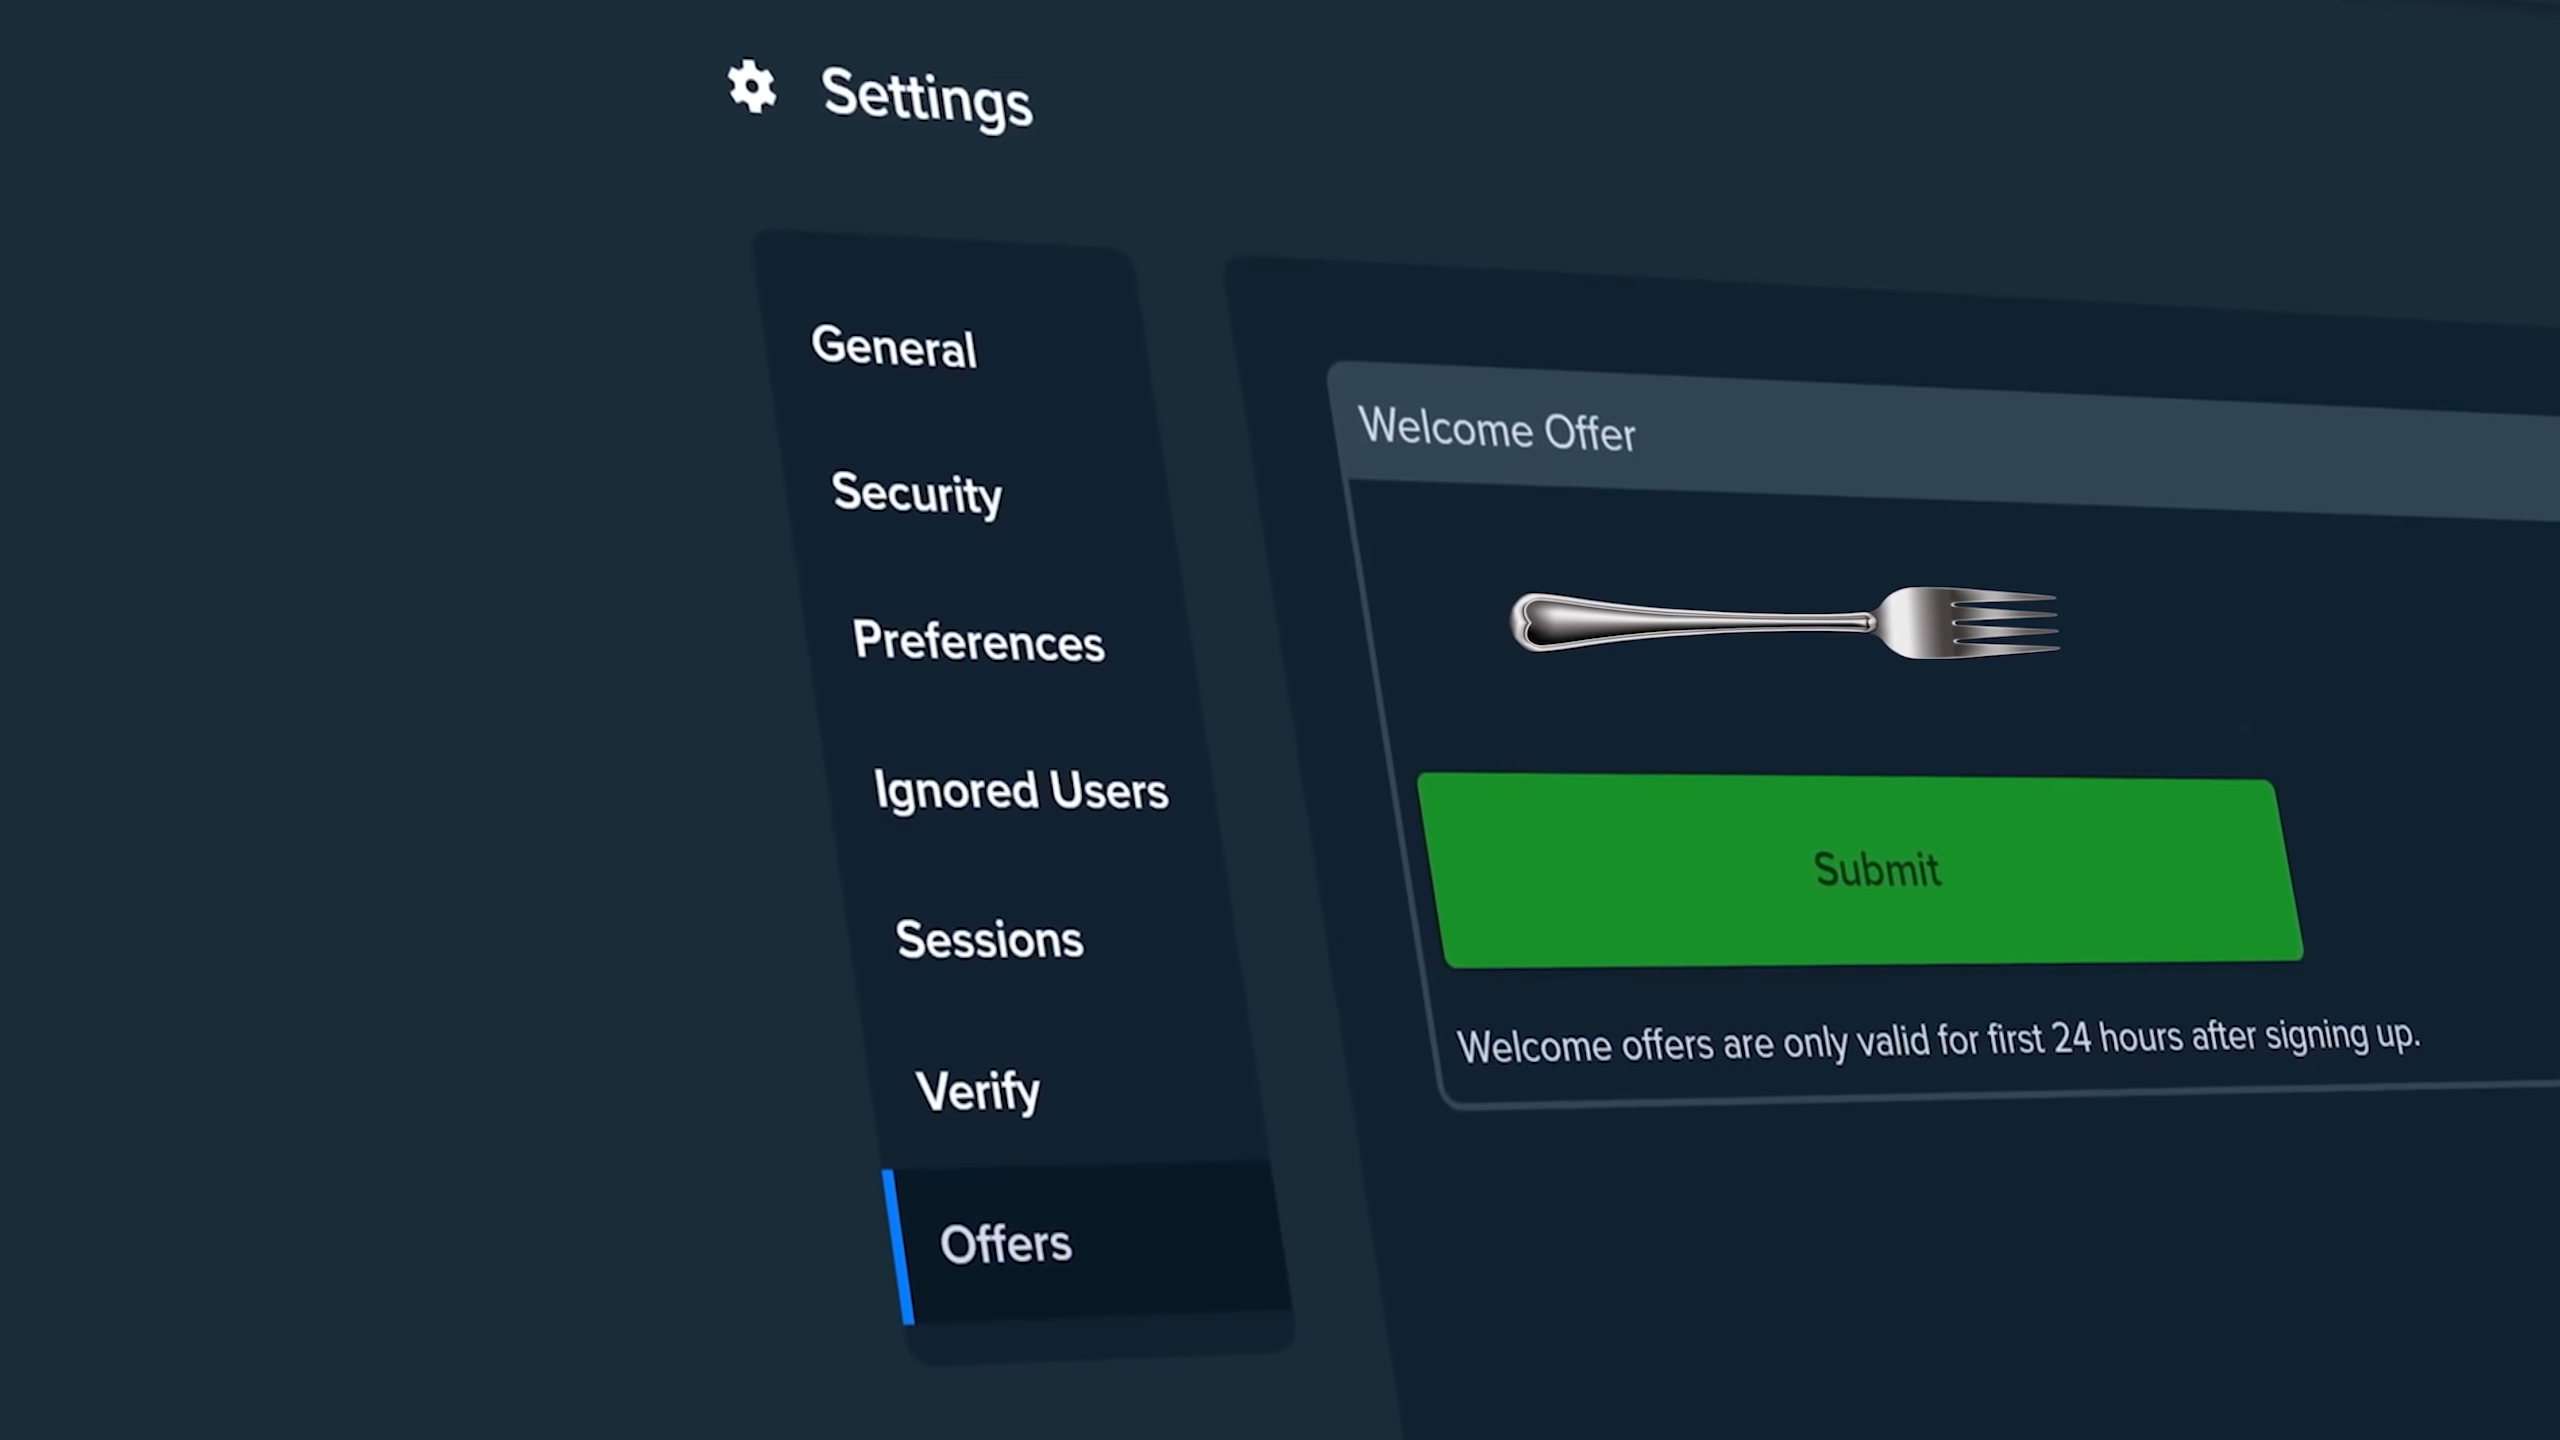 Settings
General
Security
Preferences
Ignored Users
Sessions
Verify
Offers
Welcome Offer
Submit
Welcome offers are only valid for first 24 hours after signing up.